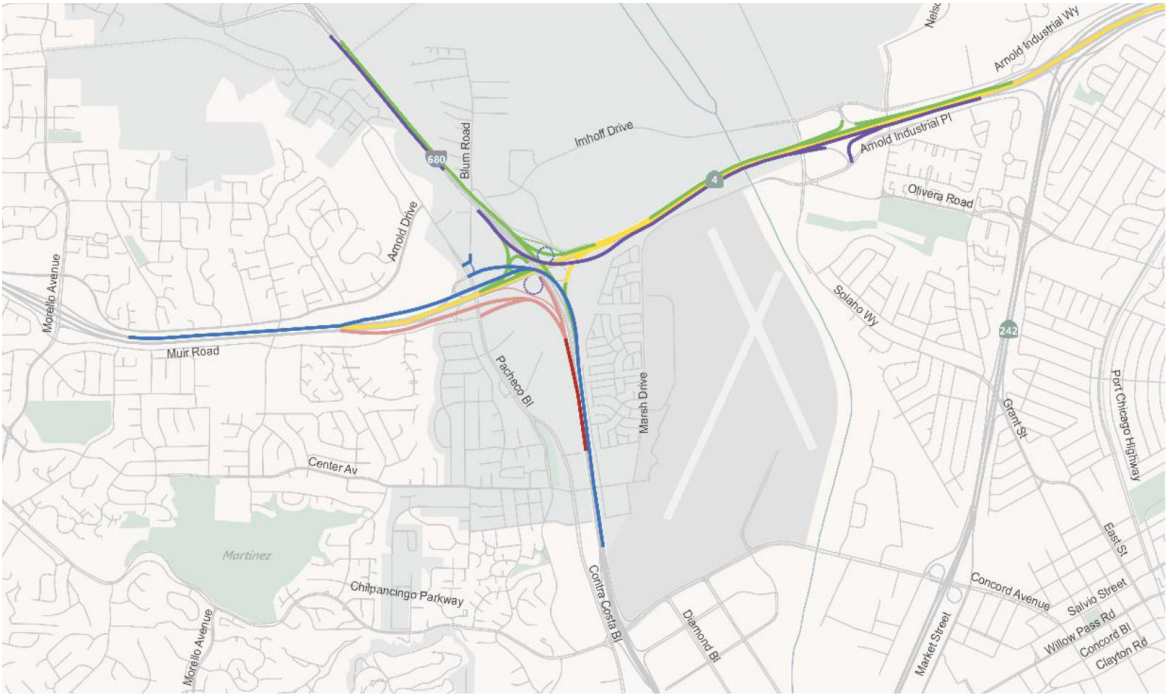 Nelso
Arnold Industrial Wy
Imhoff Drive
Blum Road
680
Arnold Industrial Pl
4
Olivera Road
Arnold Drive
Morello Avenue
Solano Wy
242
Muir Road
Pacheco Bl
Marsh Drive
Port Chicago Highway
Grant St
Center Av
East St
Martinez
Chilpancingo Parkway
Concord Avenue
Salvio Street
Contra Costa Bl
Diamond Bl
Market Street
Willow Pass Rd
Concord Bl
Clayton Rd
Morello Avenue